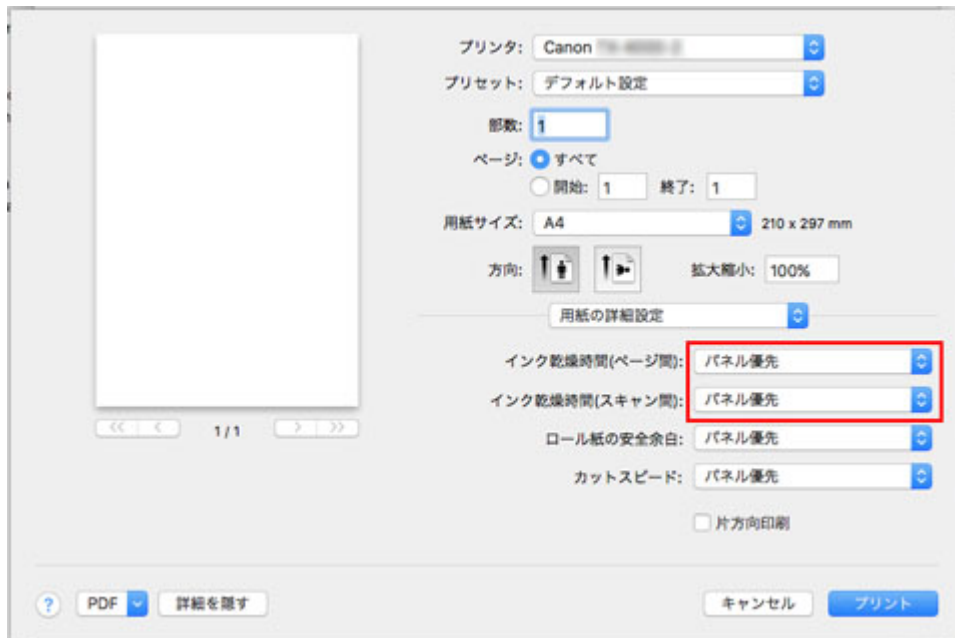 プリンタ: Canon
プリセット: デフォルト設定
部数: 1
ページ: すべて
開始: 1 終了: 1
用紙サイズ: A4 210 x 297 mm
方向: 拡大縮小: 100%
用紙の詳細設定
インク乾燥時間(ページ間): パネル優先
インク乾燥時間(スキャン間): パネル優先
ロール紙の安全余白: パネル優先
カットスピード: パネル優先
片方向印刷
1 / 1
? PDF 詳細を隠す キャンセル プリント